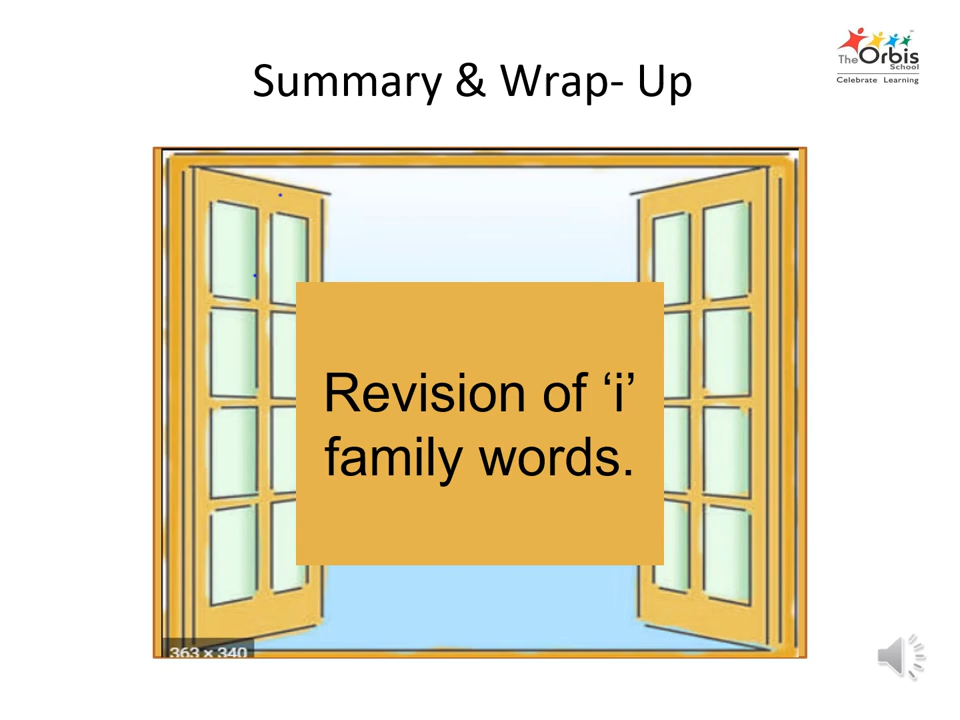 Summary & Wrap- Up
The Orbis
School
Celebrate Learning
Revision of ‘i’
family words.
363 × 340